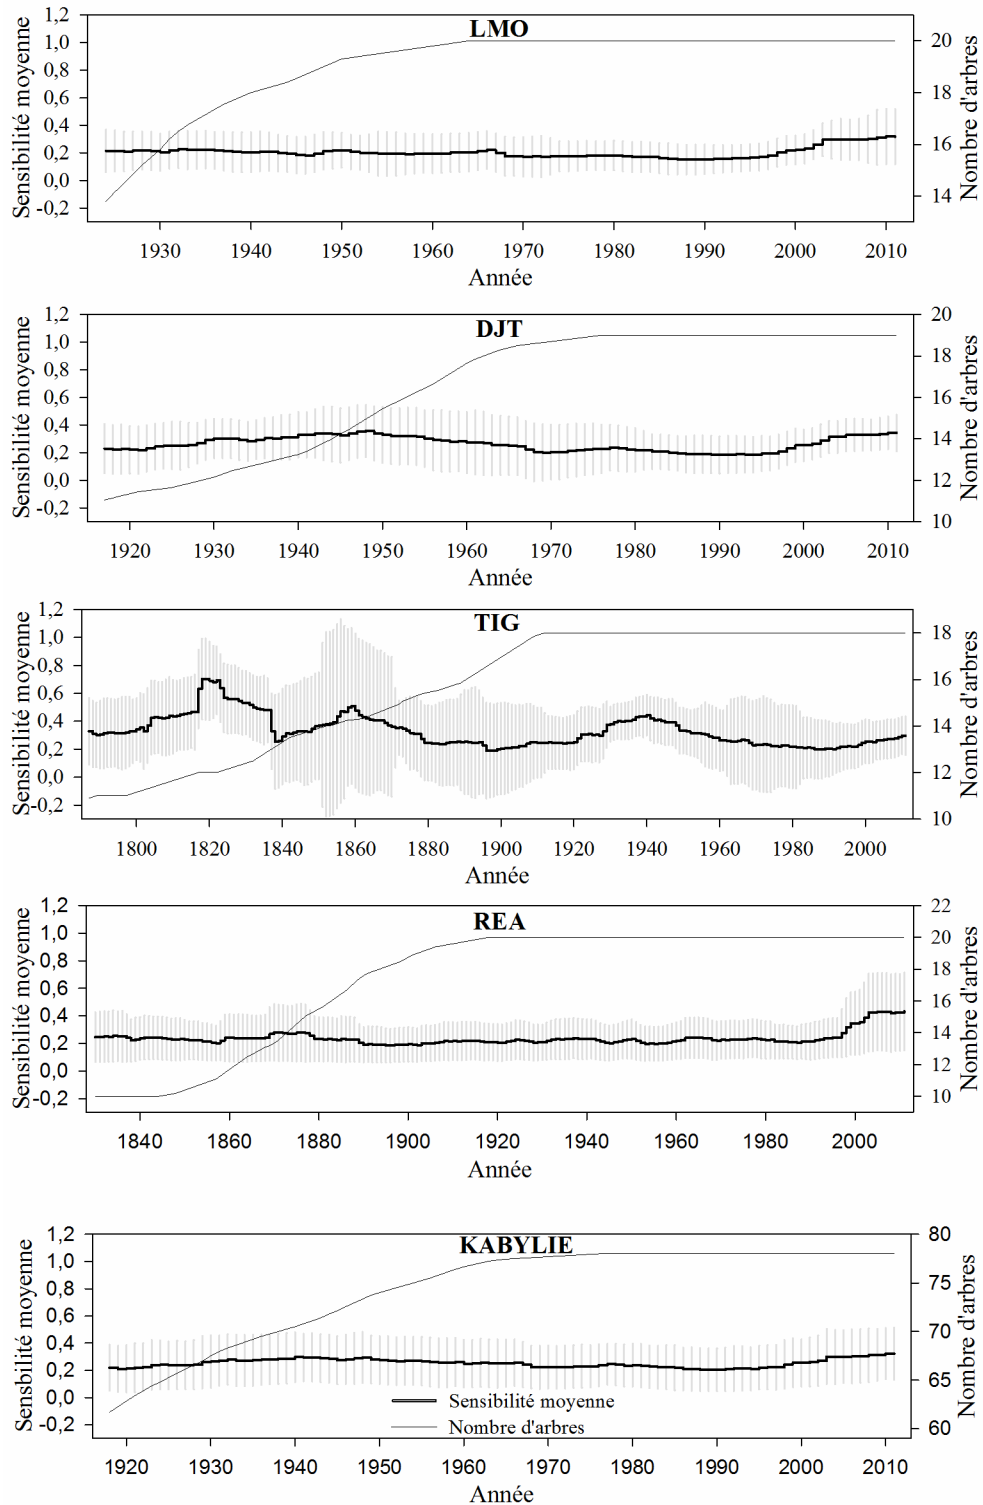 LMO
Sensibilité moyenne
1,2
1,0
0,8
0,6
0,4
0,2
0,0
-0,2
20
18
16
14
Nombre d'arbres
1930 1940 1950 1960 1970 1980 1990 2000 2010
Année
DJT
Sensibilité moyenne
1,2
1,0
0,8
0,6
0,4
0,2
0,0
-0,2
20
18
16
14
12
10
Nombre d'arbres
1920 1930 1940 1950 1960 1970 1980 1990 2000 2010
Année
TIG
Sensibilité moyenne
1,2
1,0
0,8
0,6
0,4
0,2
0,0
-0,2
18
16
14
12
10
Nombre d'arbres
1800 1820 1840 1860 1880 1900 1920 1940 1960 1980 2000
Année
REA
Sensibilité moyenne
1,2
1,0
0,8
0,6
0,4
0,2
0,0
-0,2
22
20
18
16
14
12
10
Nombre d'arbres
1840 1860 1880 1900 1920 1940 1960 1980 2000
Année
KABYLIE
Sensbilité moyenne
1,2
1,0
0,8
0,6
0,4
0,2
0,0
-0,2
80
75
70
65
60
Nombre d'arbres
Sensibilité moyenne
Nombre d'arbres
1920 1930 1940 1950 1960 1970 1980 1990 2000 2010
Année